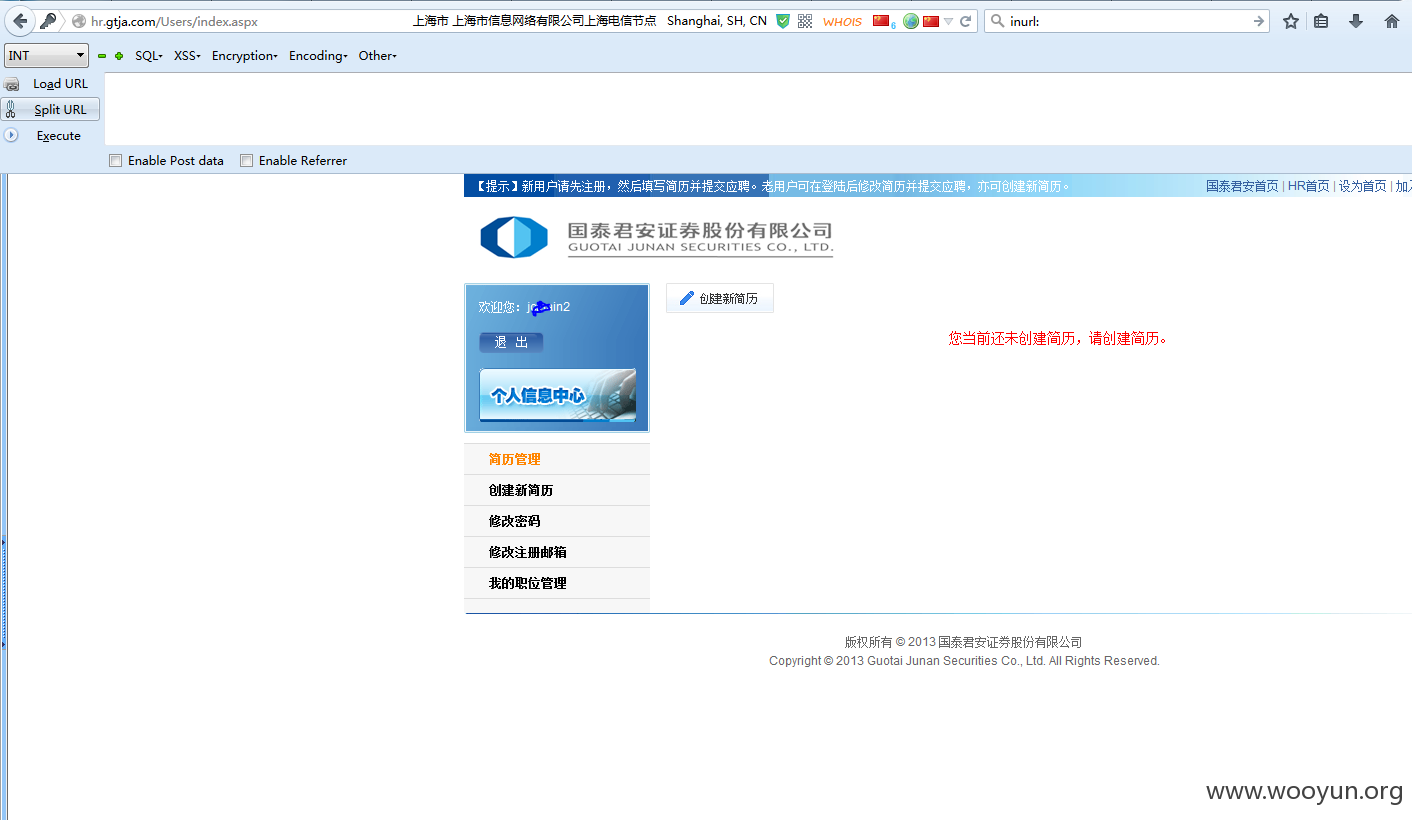 hr.gtja.com/Users/index.aspx 上海市 上海市信息网络有限公司上海电信节点 Shanghai, SH, CN WHOIS 6 inurl:
INT SQL XSS Encryption Encoding Other
Load URL
Split URL
Execute
Enable Post data Enable Referrer
【提示】新用户请先注册，然后填写简历并提交应聘。老用户可在登陆后修改简历并提交应聘，亦可创建新简历。 国泰君安首页 | HR首页 | 设为首页 | 加
国泰君安证券股份有限公司
GUOTAI JUNAN SECURITIES CO., LTD.
欢迎您：
退 出
个人信息中心
创建新简历
您当前还未创建简历，请创建简历。
简历管理
创建新简历
修改密码
修改注册邮箱
我的职位管理
版权所有 © 2013 国泰君安证券股份有限公司
Copyright © 2013 Guotai Junan Securities Co., Ltd. All Rights Reserved.
www.wooyun.org